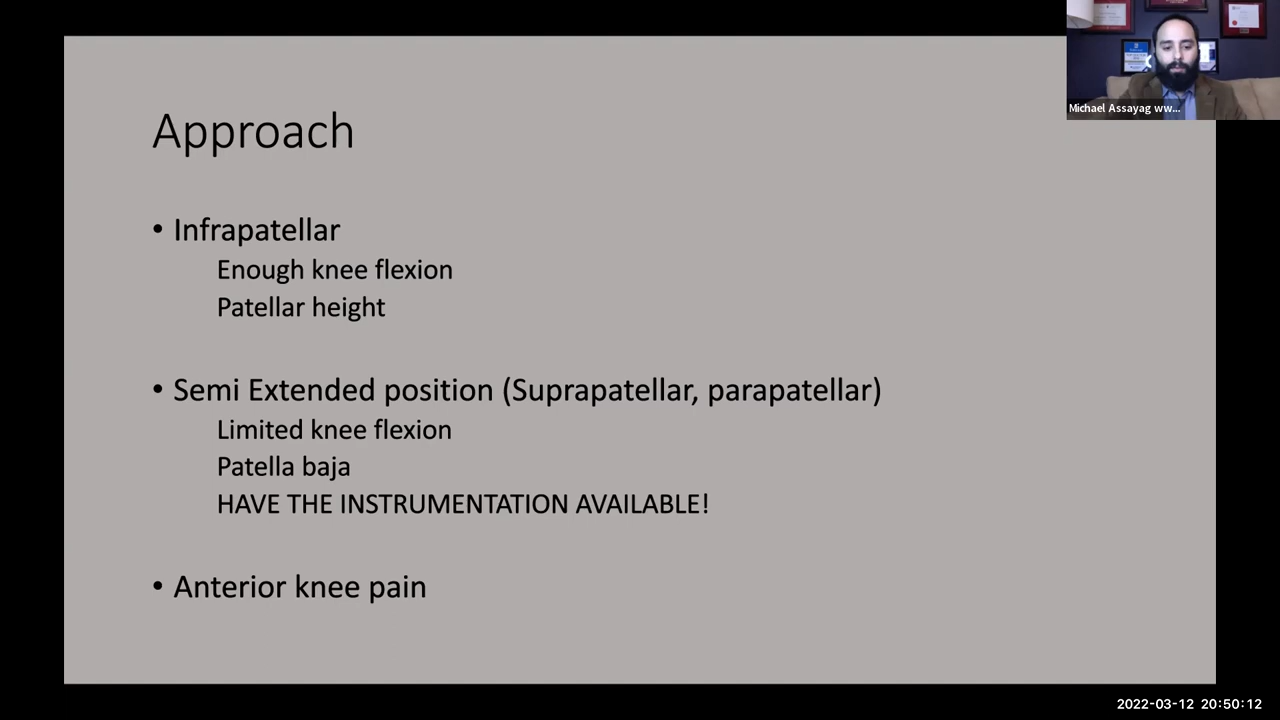 Approach
• Infrapatellar
Enough knee flexion
Patellar height
• Semi Extended position (Suprapatellar, parapatellar)
Limited knee flexion
Patella baja
HAVE THE INSTRUMENTATION AVAILABLE!
• Anterior knee pain
Michael Assayag ww...
2022-03-12 20:50:12